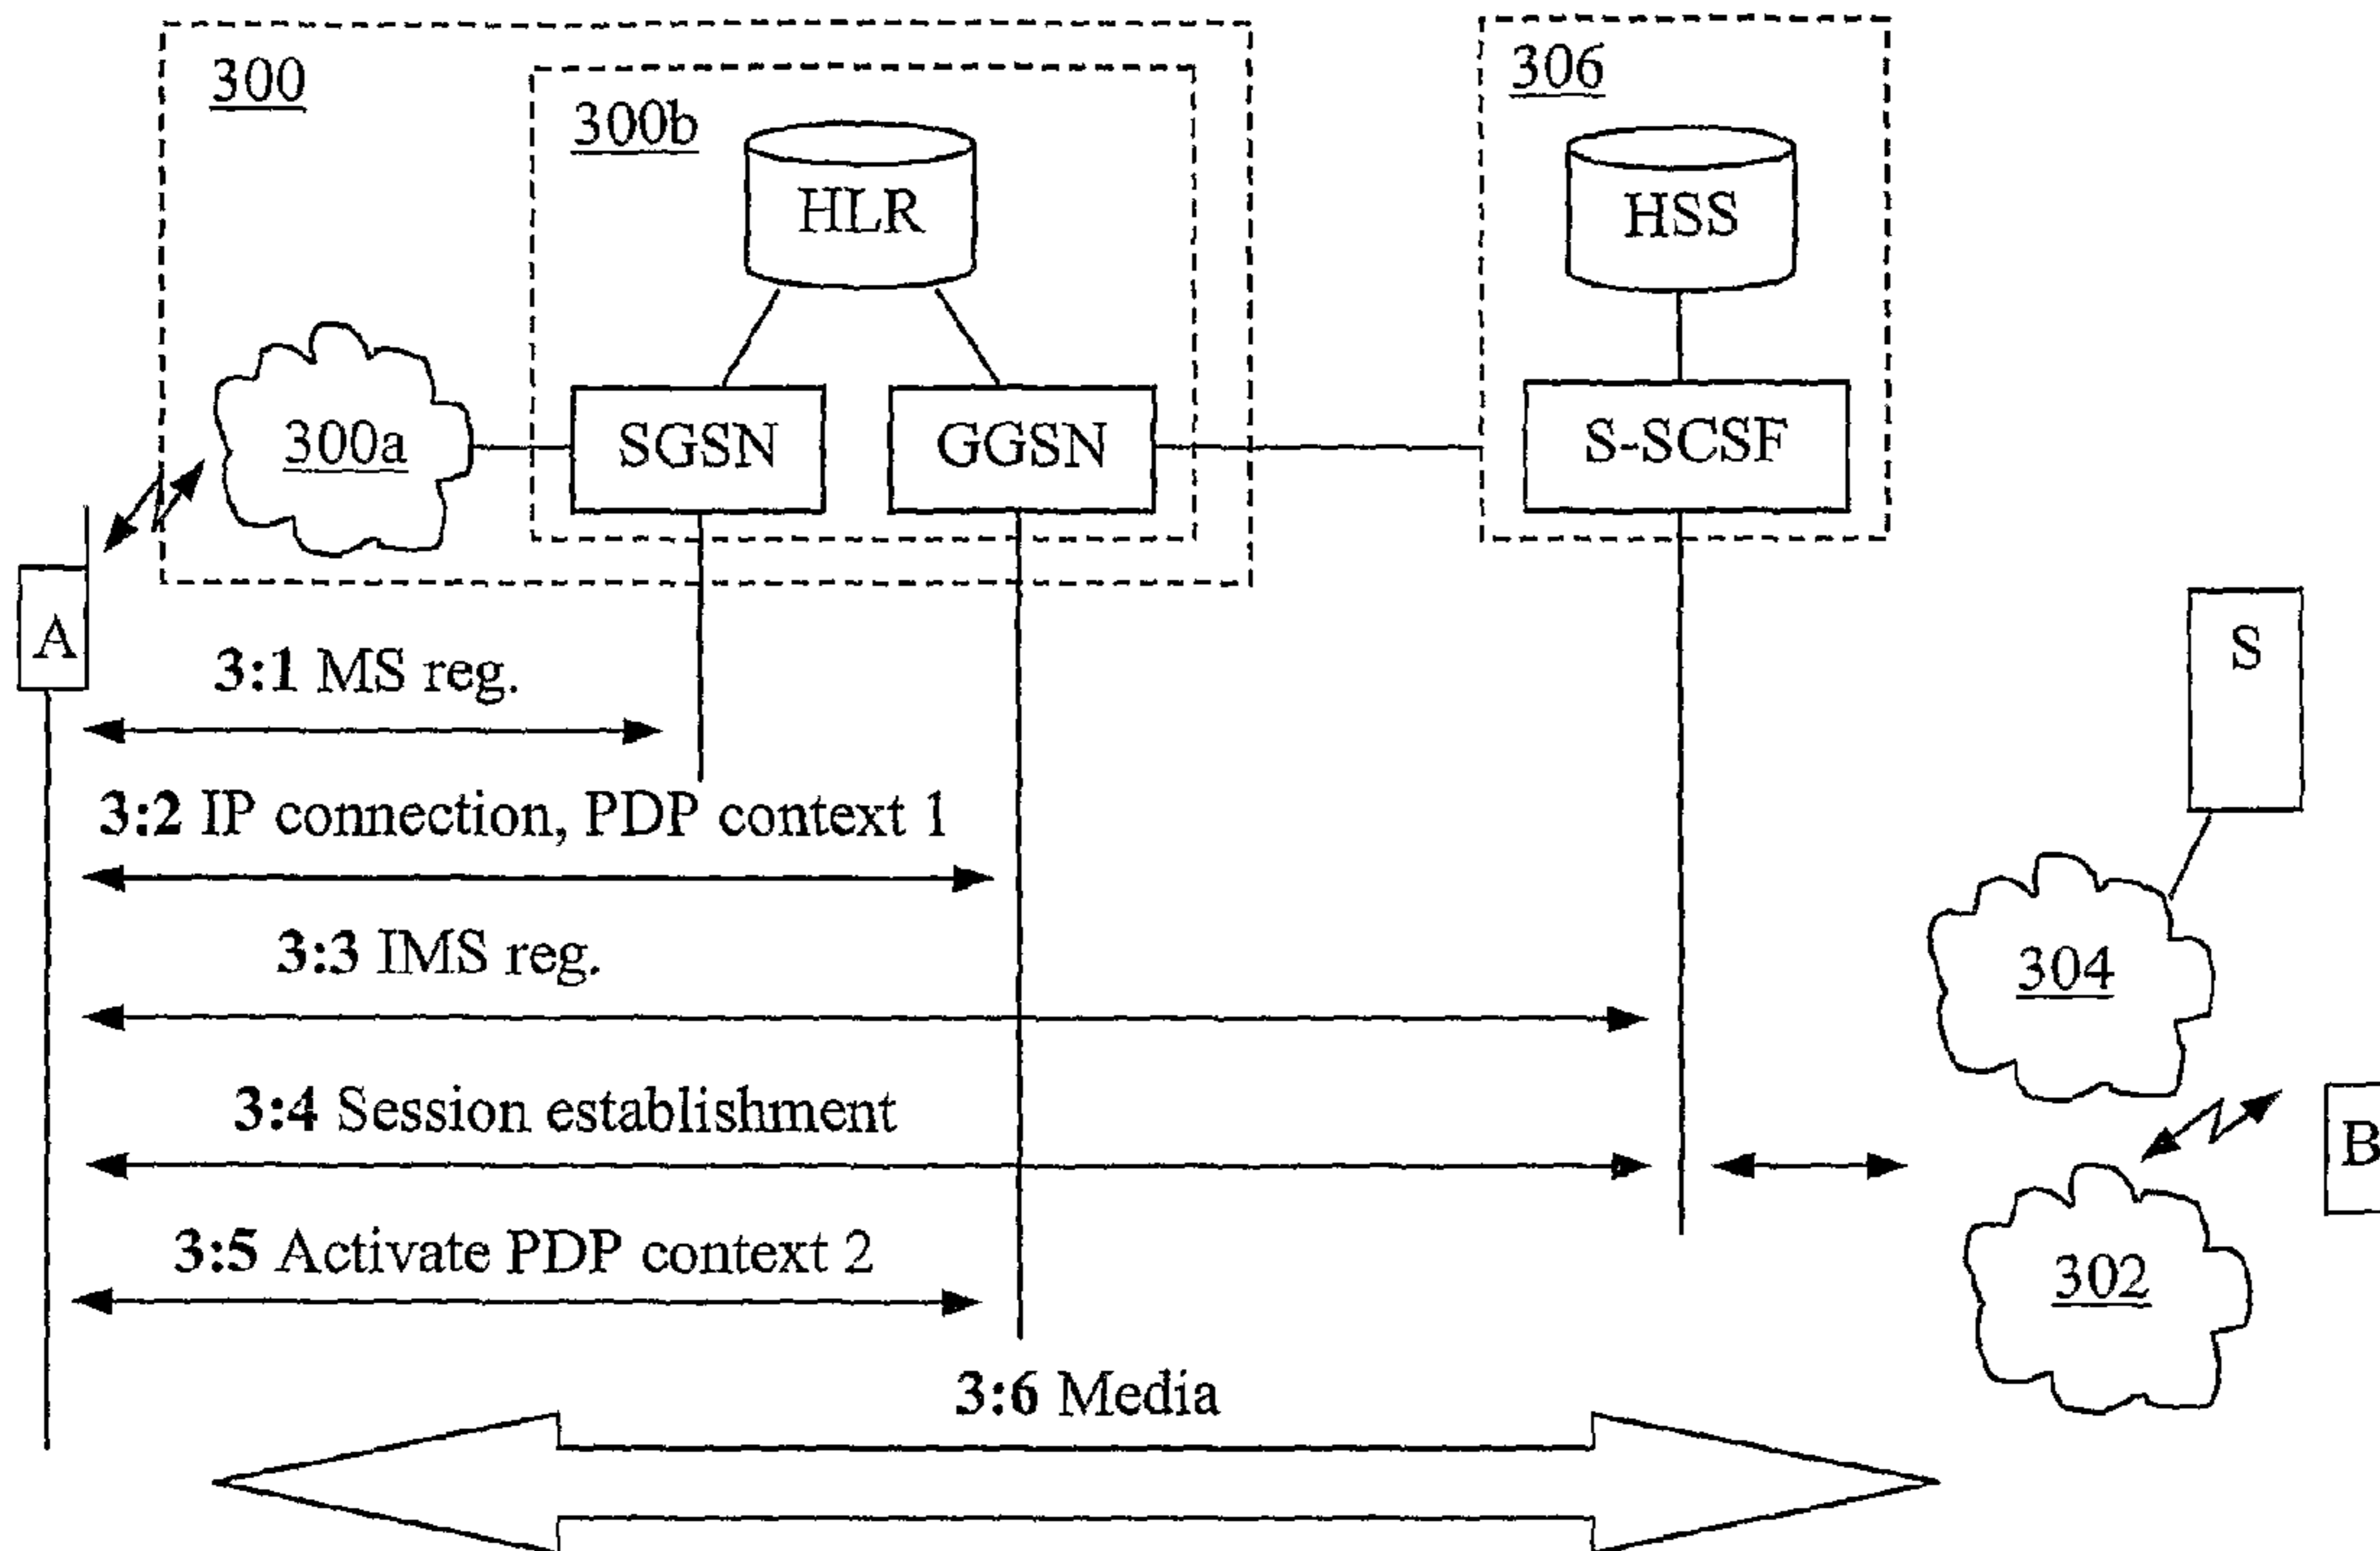 300
306
300b
HLR
HSS
300a
SGSN
GGSN
S-SCSF
A
S
3:1 MS reg.
3:2 IP connection, PDP context 1
3:3 IMS reg.
304
3:4 Session establishment
B
3:5 Activate PDP context 2
302
3:6 Media